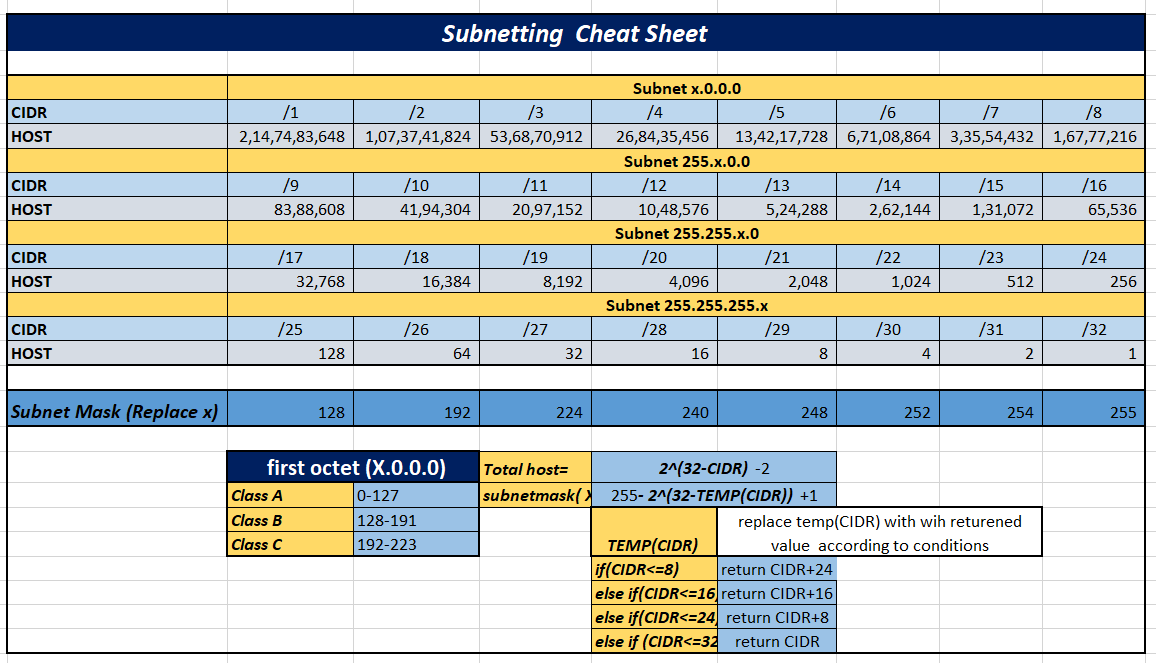 Subnetting Cheat Sheet
Subnet x.0.0.0
CIDR /1 /2 /3 /4 /5 /6 /7 /8
HOST 2,14,74,83,648 1,07,37,41,824 53,68,70,912 26,84,35,456 13,42,17,728 6,71,08,864 3,35,54,432 1,67,77,216
Subnet 255.x.0.0
CIDR /9 /10 /11 /12 /13 /14 /15 /16
HOST 83,88,608 41,94,304 20,97,152 10,48,576 5,24,288 2,62,144 1,31,072 65,536
Subnet 255.255.x.0
CIDR /17 /18 /19 /20 /21 /22 /23 /24
HOST 32,768 16,384 8,192 4,096 2,048 1,024 512 256
Subnet 255.255.255.x
CIDR /25 /26 /27 /28 /29 /30 /31 /32
HOST 128 64 32 16 8 4 2 1
Subnet Mask (Replace x) 128 192 224 240 248 252 254 255
first octet (X.0.0.0) Total host= 2^(32-CIDR) -2
Class A 0-127 subnetmask( X 255- 2^(32-TEMP(CIDR)) +1
Class B 128-191
Class C 192-223
TEMP(CIDR) replace temp(CIDR) with wih returened
value according to conditions
if(CIDR<=8) return CIDR+24
else if(CIDR<=16) return CIDR+16
else if(CIDR<=24) return CIDR+8
else if (CIDR<=32 return CIDR